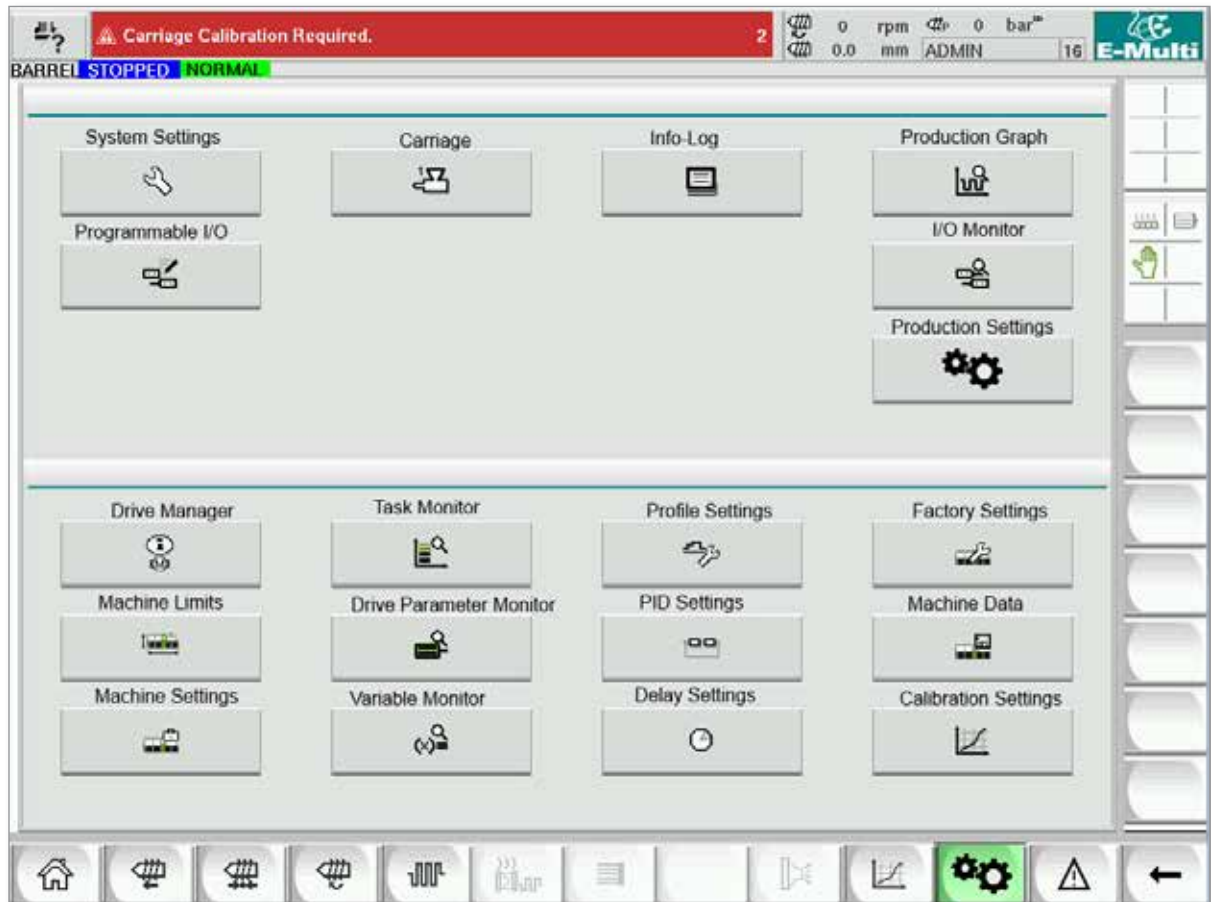 Carriage Calibration Required. 2
0 rpm 0 bar
0.0 mm ADMIN 16
E-Multi
BARREL STOPPED NORMAL
System Settings Carriage Info-Log Production Graph
Programmable I/O I/O Monitor
Production Settings
Drive Manager Task Monitor Profile Settings Factory Settings
Machine Limits Drive Parameter Monitor PID Settings Machine Data
Machine Settings Variable Monitor Delay Settings Calibration Settings